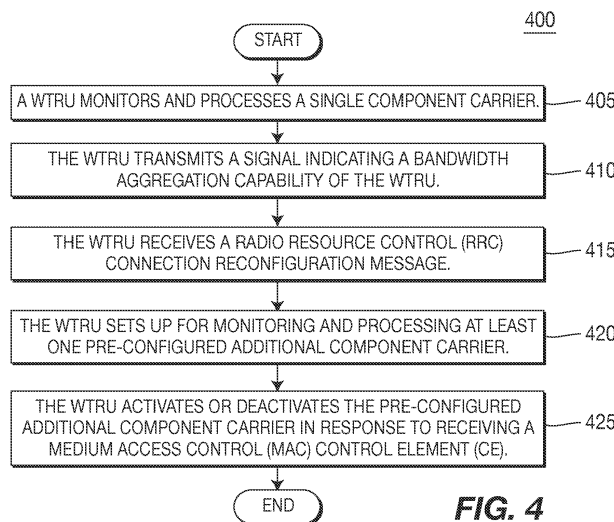 400
START
A WTRU MONITORS AND PROCESSES A SINGLE COMPONENT CARRIER.
405
THE WTRU TRANSMITS A SIGNAL INDICATING A BANDWIDTH
AGGREGATION CAPABILITY OF THE WTRU.
410
THE WTRU RECEIVES A RADIO RESOURCE CONTROL (RRC)
CONNECTION RECONFIGURATION MESSAGE.
415
THE WTRU SETS UP FOR MONITORING AND PROCESSING AT LEAST
ONE PRE-CONFIGURED ADDITIONAL COMPONENT CARRIER.
420
THE WTRU ACTIVATES OR DEACTIVATES THE PRE-CONFIGURED
ADDITIONAL COMPONENT CARRIER IN RESPONSE TO RECEIVING A
MEDIUM ACCESS CONTROL (MAC) CONTROL ELEMENT (CE).
425
END
FIG. 4